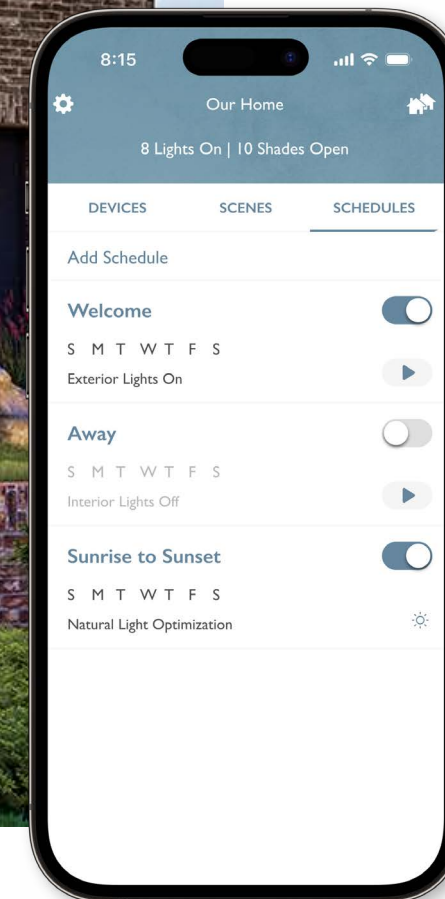 8:15
Our Home
8 Lights On | 10 Shades Open
DEVICES SCENES SCHEDULES
Add Schedule
Welcome
S M T W T F S
Exterior Lights On
Away
S M T W T F S
Interior Lights Off
Sunrise to Sunset
S M T W T F S
Natural Light Optimization